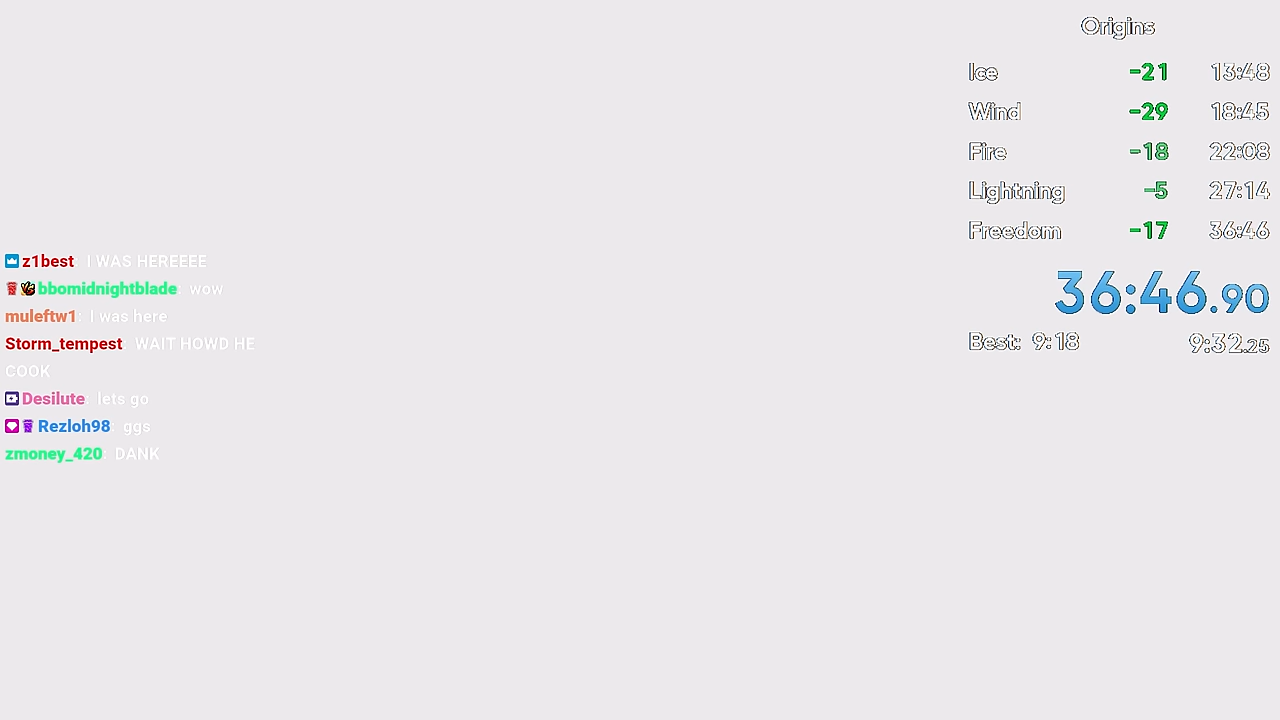 Origins
Ice -21 13:48
Wind -29 18:45
Fire -18 22:08
Lightning -5 27:14
Freedom -17 36:46
36:46.90
Best: 9:18 9:32.25
z1best: I WAS HEREEEE
bbomidnightblade: wow
muleftw1: I was here
Storm_tempest: WAIT HOWD HE
COOK
Desilute: lets go
Rezloh98: ggs
zmoney_420: DANK